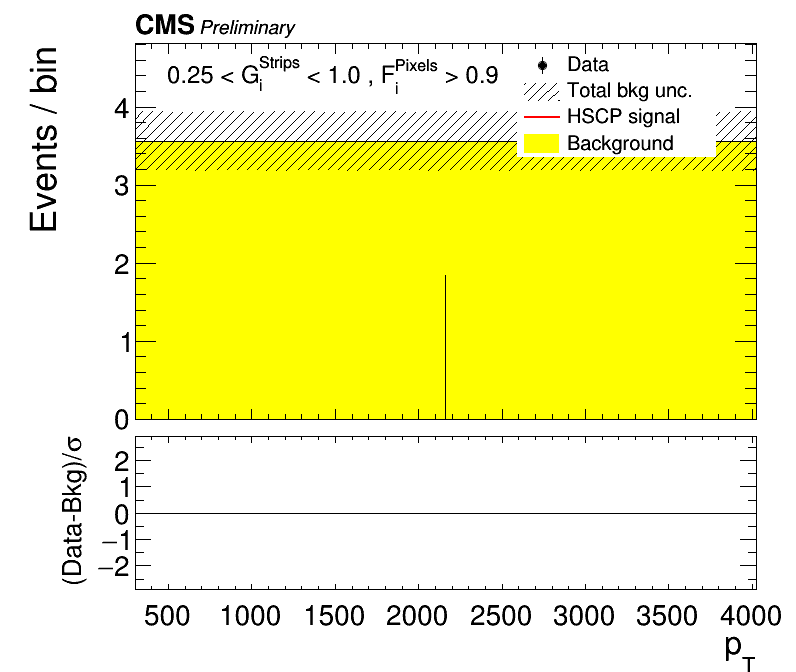 CMS Preliminary
0.25 < G_i^Strips < 1.0 , F_i^Pixels > 0.9
Data
Total bkg unc.
HSCP signal
Background
Events / bin
4
3
2
1
0
(Data-Bkg)/σ
2
1
0
−1
−2
500 1000 1500 2000 2500 3000 3500 4000
p_T